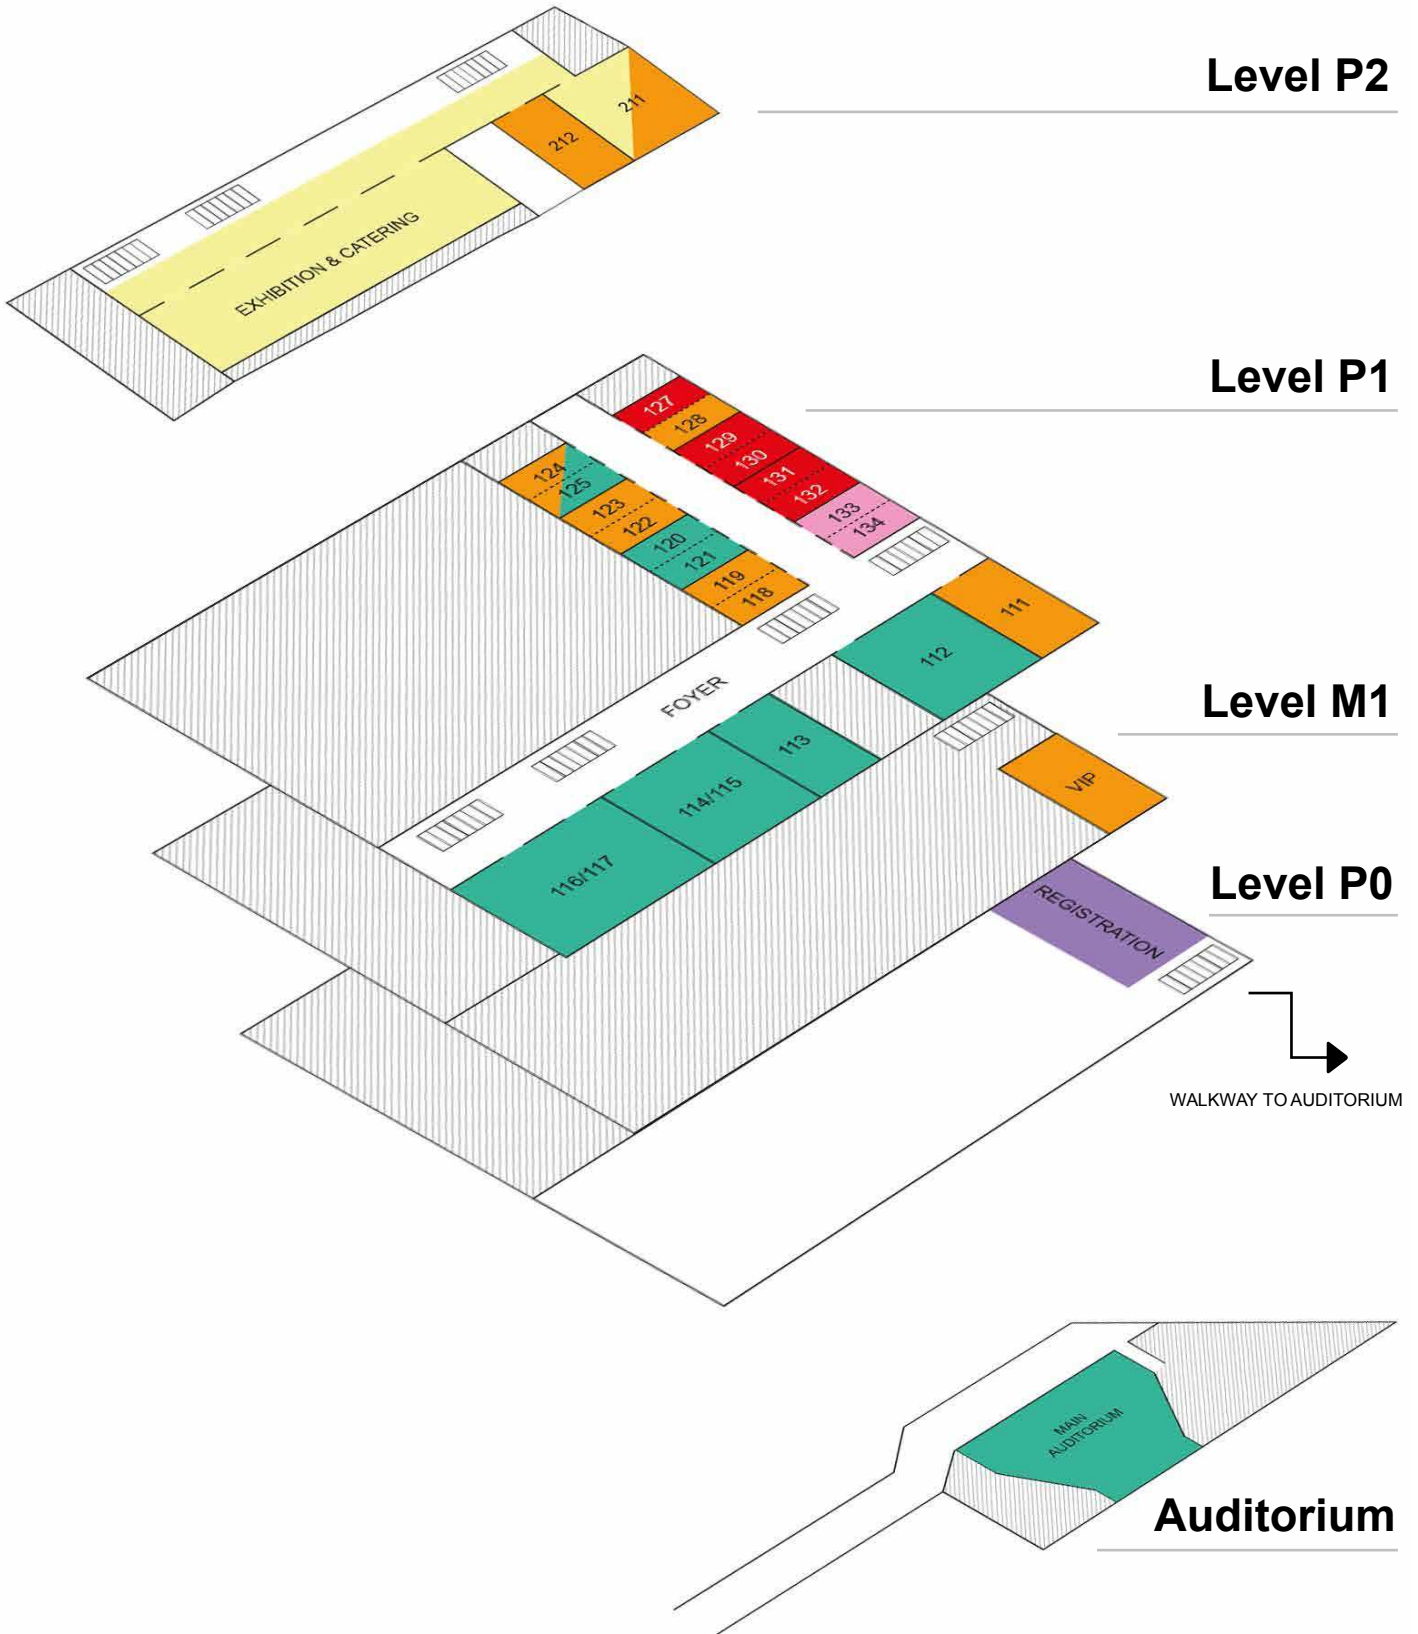 Level P2
211
212
EXHIBITION & CATERING
Level P1
127
128
129
130
131
132
133
134
124
125
123
122
120
121
119
118
111
112
FOYER
113
114/115
116/117
Level M1
VIP
Level P0
REGISTRATION
WALKWAY TO AUDITORIUM
MAIN
AUDITORIUM
Auditorium